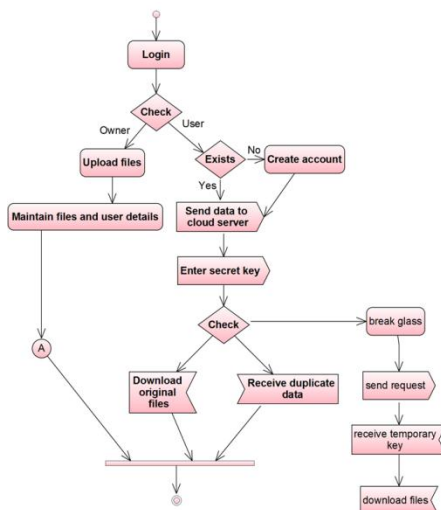 Login
Check
Owner
User
Upload files
Exists
No
Create account
Yes
Maintain files and user details
Send data to
cloud server
Enter secret key
Check
break glass
A
Download
original
files
Receive duplicate
data
send request
receive temporary
key
download files